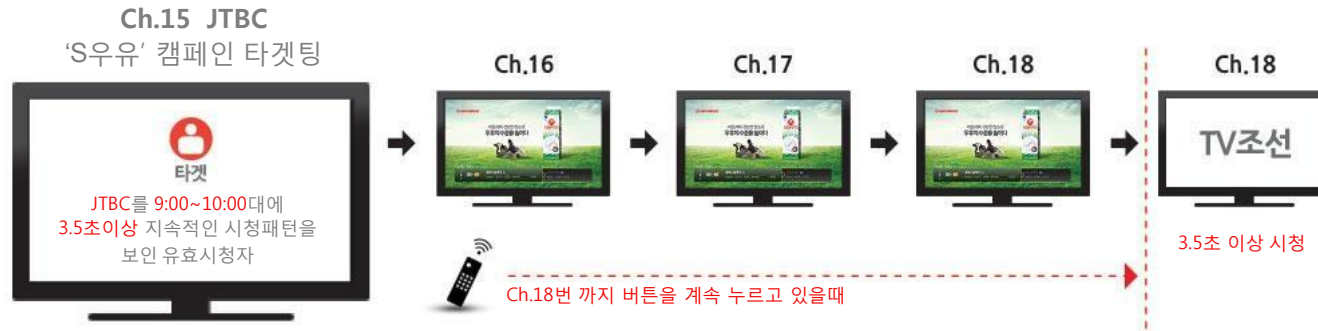 Ch.15 JTBC
‘S우유’ 캠페인 타겟팅
Ch.16
Ch.17
Ch.18
Ch.18
타겟
JTBC를 9:00~10:00대에
3.5초이상 지속적인 시청패턴을
보인 유효시청자
TV조선
3.5초 이상 시청
Ch.18번 까지 버튼을 계속 누르고 있을때